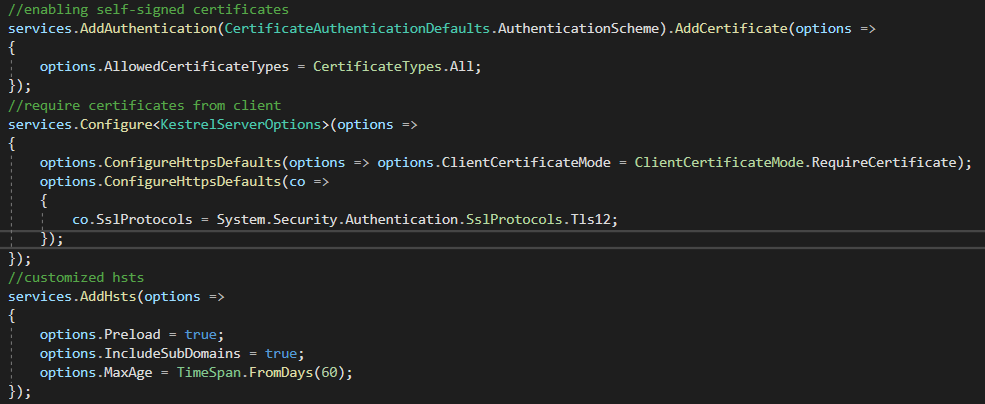 //enabling self-signed certificates
services.AddAuthentication(CertificateAuthenticationDefaults.AuthenticationScheme).AddCertificate(options =>
{
    options.AllowedCertificateTypes = CertificateTypes.All;
});
//require certificates from client
services.Configure<KestrelServerOptions>(options =>
{
    options.ConfigureHttpsDefaults(options => options.ClientCertificateMode = ClientCertificateMode.RequireCertificate);
    options.ConfigureHttpsDefaults(co =>
    {
        co.SslProtocols = System.Security.Authentication.SslProtocols.Tls12;
    });
});
//customized hsts
services.AddHsts(options =>
{
    options.Preload = true;
    options.IncludeSubDomains = true;
    options.MaxAge = TimeSpan.FromDays(60);
});